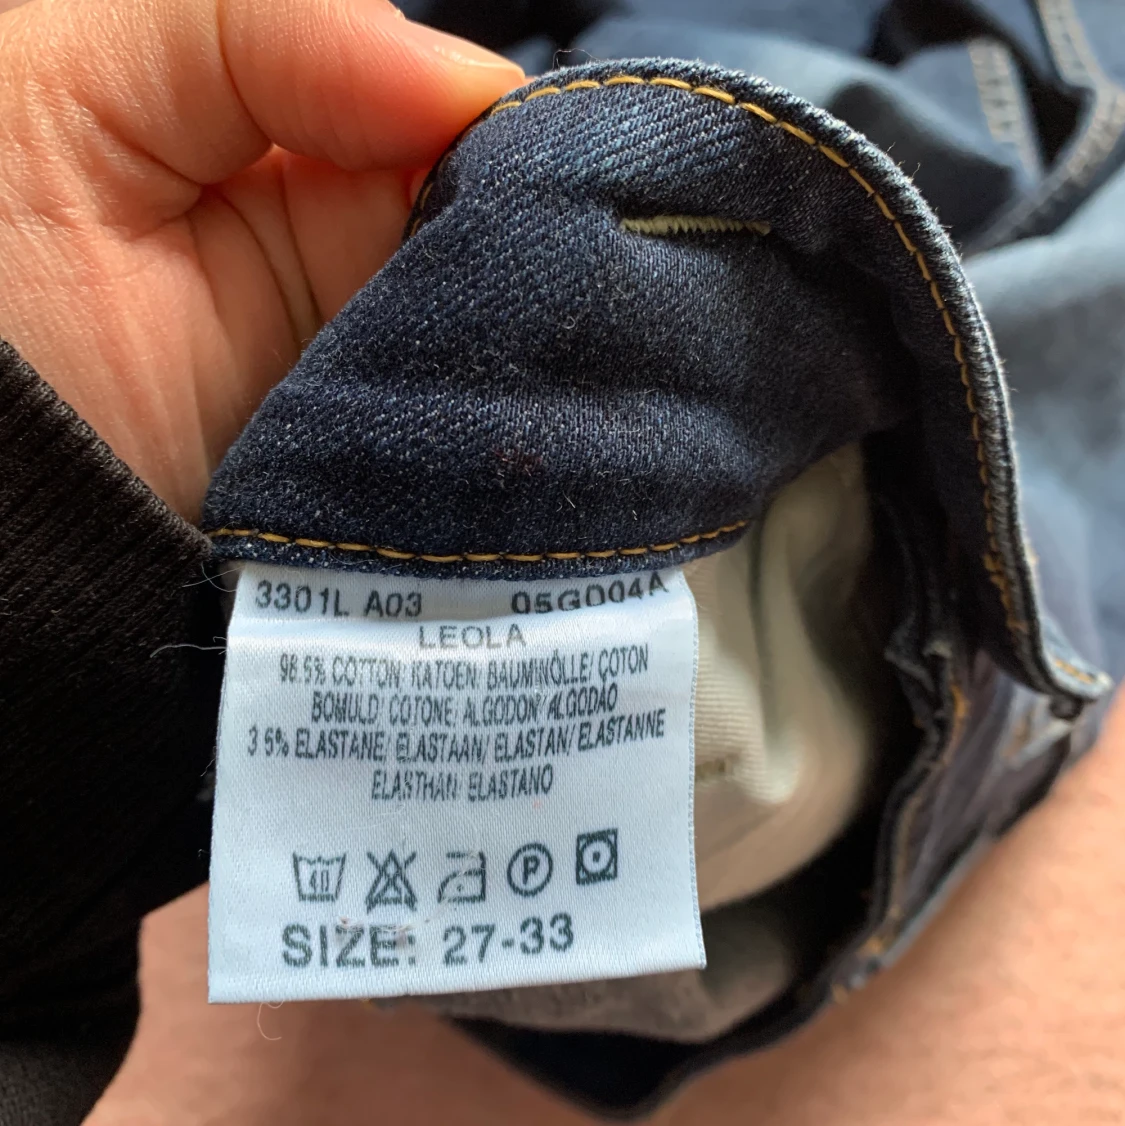 3301L A03 05G004A
LEOLA
96.5% COTTON/ KATOEN/ BAUMWOLLE/ COTON
BOMULD/ COTONE/ ALGODON/ ALGODAO
3 5% ELASTANE/ ELASTAAN/ ELASTAN/ ELASTANNE
ELASTHAN/ ELASTANO
40
P
SIZE: 27-33